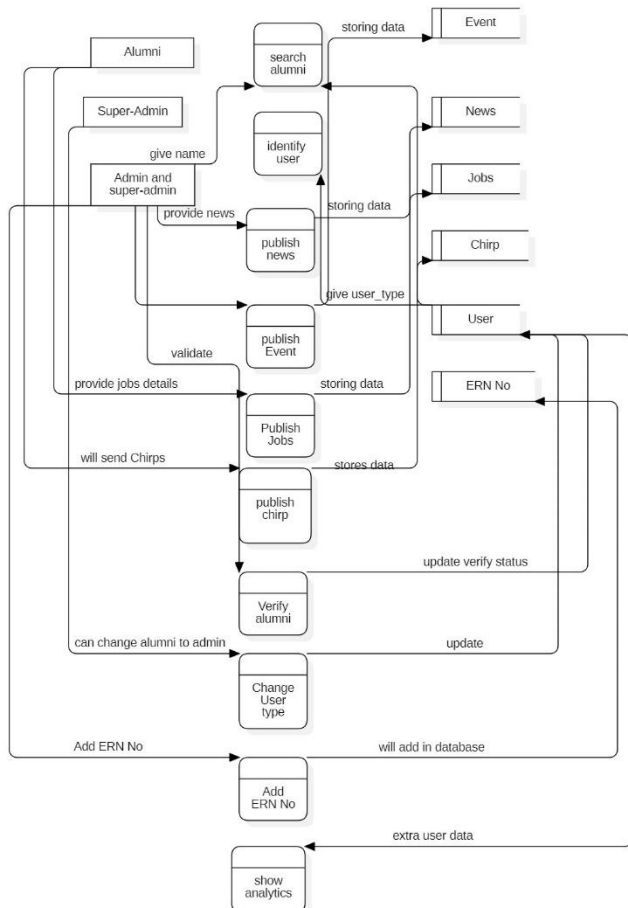 storing data
Event
Alumni
search
alumni
Super-Admin
News
give name
identify
user
Admin and
super-admin
Jobs
provide news
storing data
publish
news
Chirp
give user_type
User
publish
Event
validate
ERN No
provide jobs details
storing data
Publish
Jobs
will send Chirps
stores data
publish
chirp
update verify status
Verify
alumni
can change alumni to admin
update
Change
User
type
Add ERN No
will add in database
Add
ERN No
extra user data
show
analytics